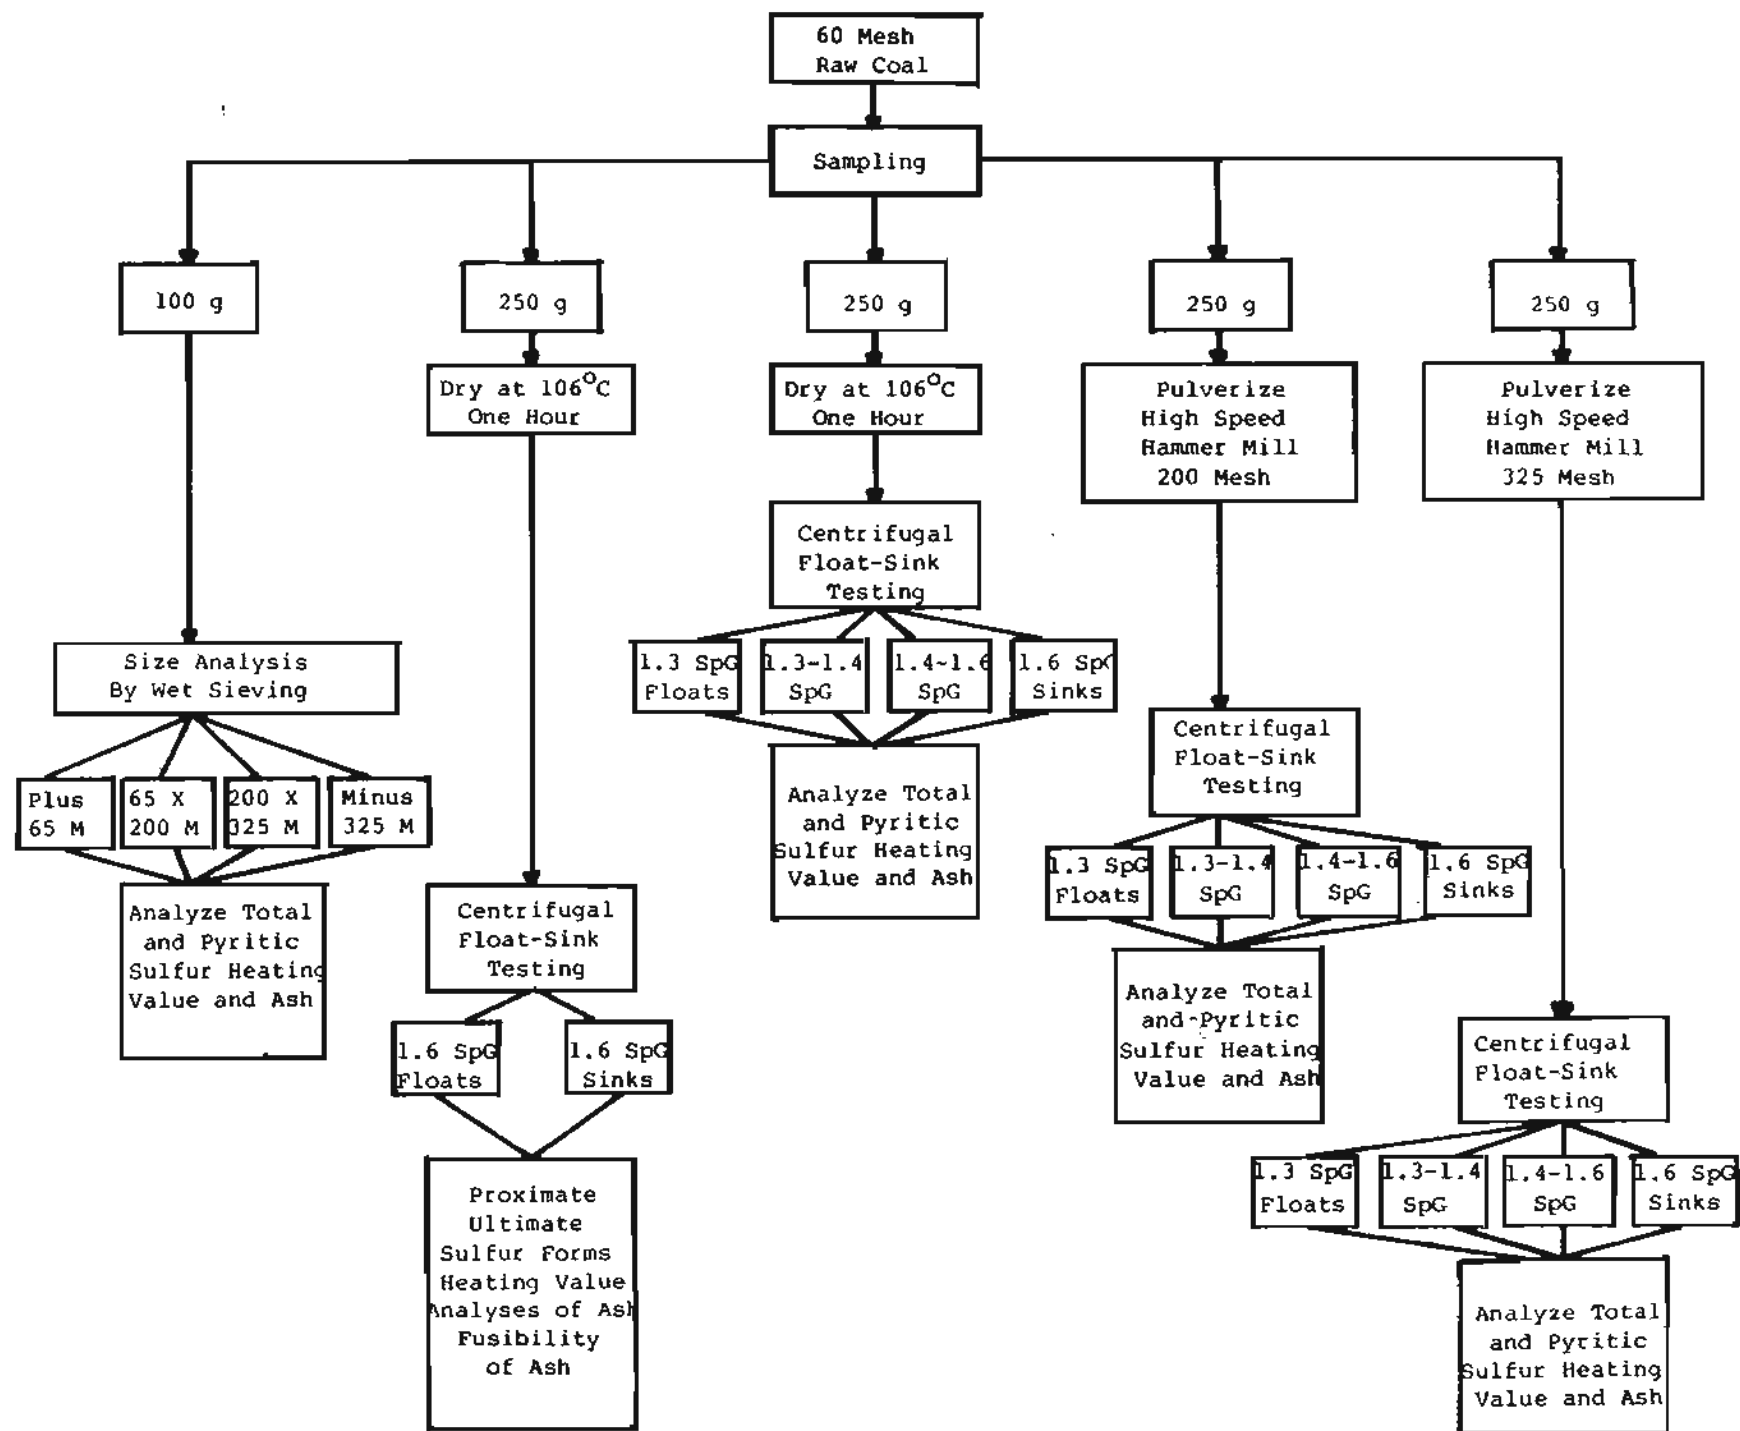 60 Mesh
Raw Coal
Sampling
100 g
250 g
250 g
250 g
250 g
Dry at 106°C
One Hour
Dry at 106°C
One Hour
Pulverize
High Speed
Hammer Mill
200 Mesh
Pulverize
High Speed
Hammer Mill
325 Mesh
Size Analysis
By Wet Sieving
Plus
65 M
65 X
200 M
200 X
325 M
Minus
325 M
Analyze Total
and Pyritic
Sulfur Heating
Value and Ash
Centrifugal
Float-Sink
Testing
1.6 SpG
Floats
1.6 SpG
Sinks
Proximate
Ultimate
Sulfur Forms
Heating Value
Analyses of Ash
Fusibility
of Ash
Centrifugal
Float-Sink
Testing
1.3 SpG
Floats
1.3-1.4
SpG
1.4-1.6
SpG
1.6 SpG
Sinks
Analyze Total
and Pyritic
Sulfur Heating
Value and Ash
Centrifugal
Float-Sink
Testing
1.3 SpG
Floats
1.3-1.4
SpG
1.4-1.6
SpG
1.6 SpG
Sinks
Analyze Total
and Pyritic
Sulfur Heating
Value and Ash
Centrifugal
Float-Sink
Testing
1.3 SpG
Floats
1.3-1.4
SpG
1.4-1.6
SpG
1.6 SpG
Sinks
Analyze Total
and Pyritic
Sulfur Heating
Value and Ash